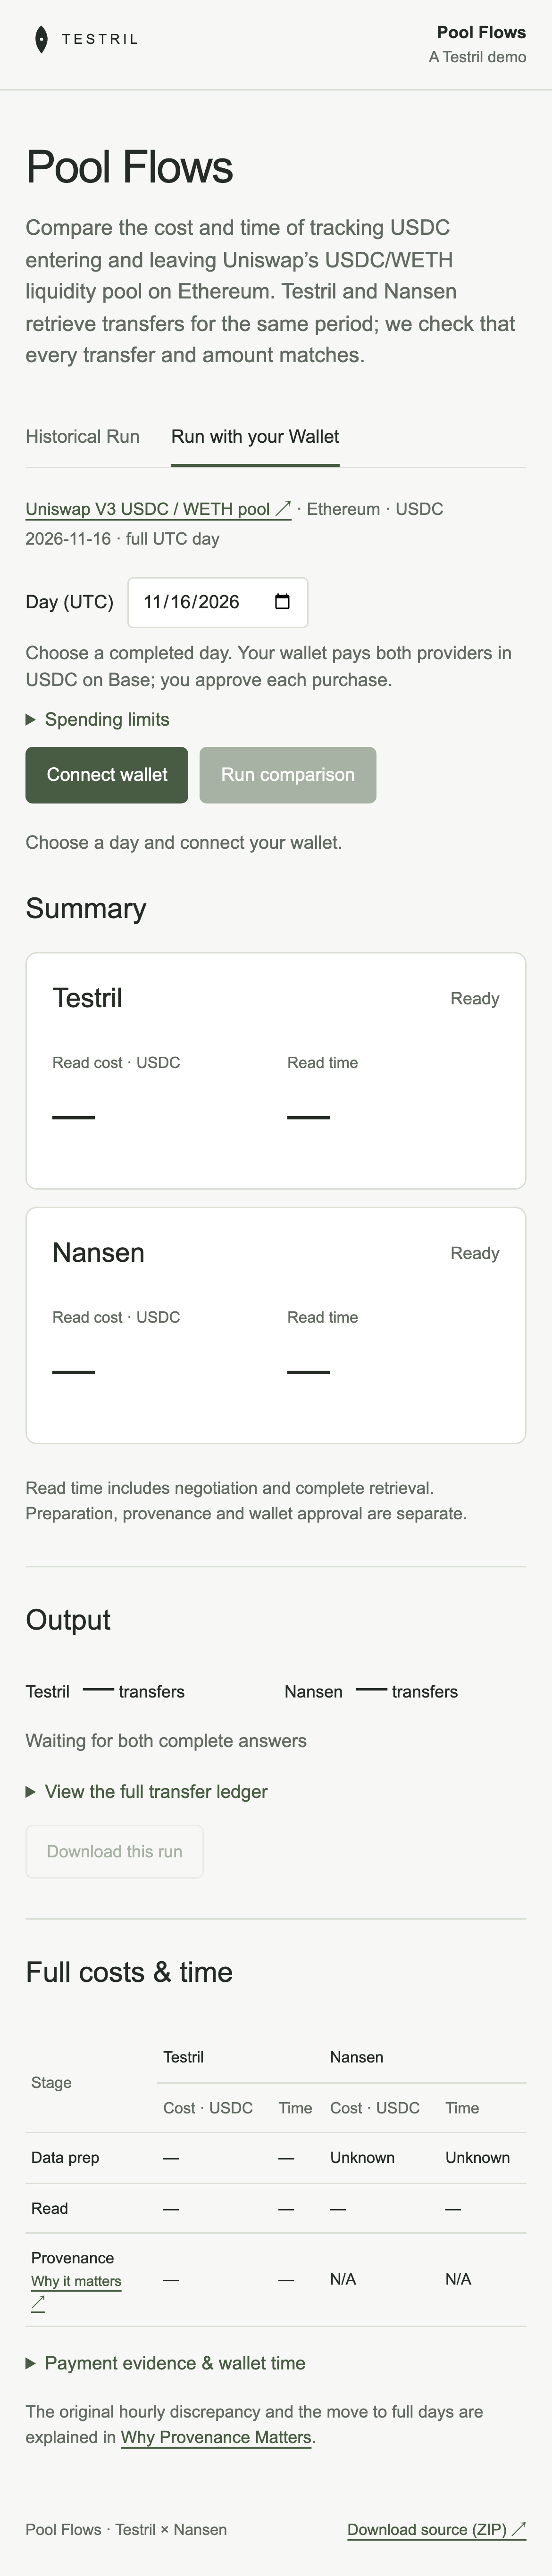 TESTRIL
Pool Flows
A Testril demo
Pool Flows
Compare the cost and time of tracking USDC
entering and leaving Uniswap’s USDC/WETH
liquidity pool on Ethereum. Testril and Nansen
retrieve transfers for the same period; we check that
every transfer and amount matches.
Historical Run
Run with your Wallet
Uniswap V3 USDC / WETH pool ↗ · Ethereum · USDC
2026-11-16 · full UTC day
Day (UTC) 11/16/2026
Choose a completed day. Your wallet pays both providers in
USDC on Base; you approve each purchase.
▶ Spending limits
Connect wallet
Run comparison
Choose a day and connect your wallet.
Summary
Testril
Ready
Read cost · USDC
Read time
—
—
Nansen
Ready
Read cost · USDC
Read time
—
—
Read time includes negotiation and complete retrieval.
Preparation, provenance and wallet approval are separate.
Output
Testril — transfers
Nansen — transfers
Waiting for both complete answers
▶ View the full transfer ledger
Download this run
Full costs & time
Stage
Testril
Nansen
Cost · USDC
Time
Cost · USDC
Time
Data prep — — Unknown Unknown
Read — — — —
Provenance
Why it matters
↗
— — N/A N/A
▶ Payment evidence & wallet time
The original hourly discrepancy and the move to full days are
explained in Why Provenance Matters.
Pool Flows · Testril × Nansen
Download source (ZIP) ↗